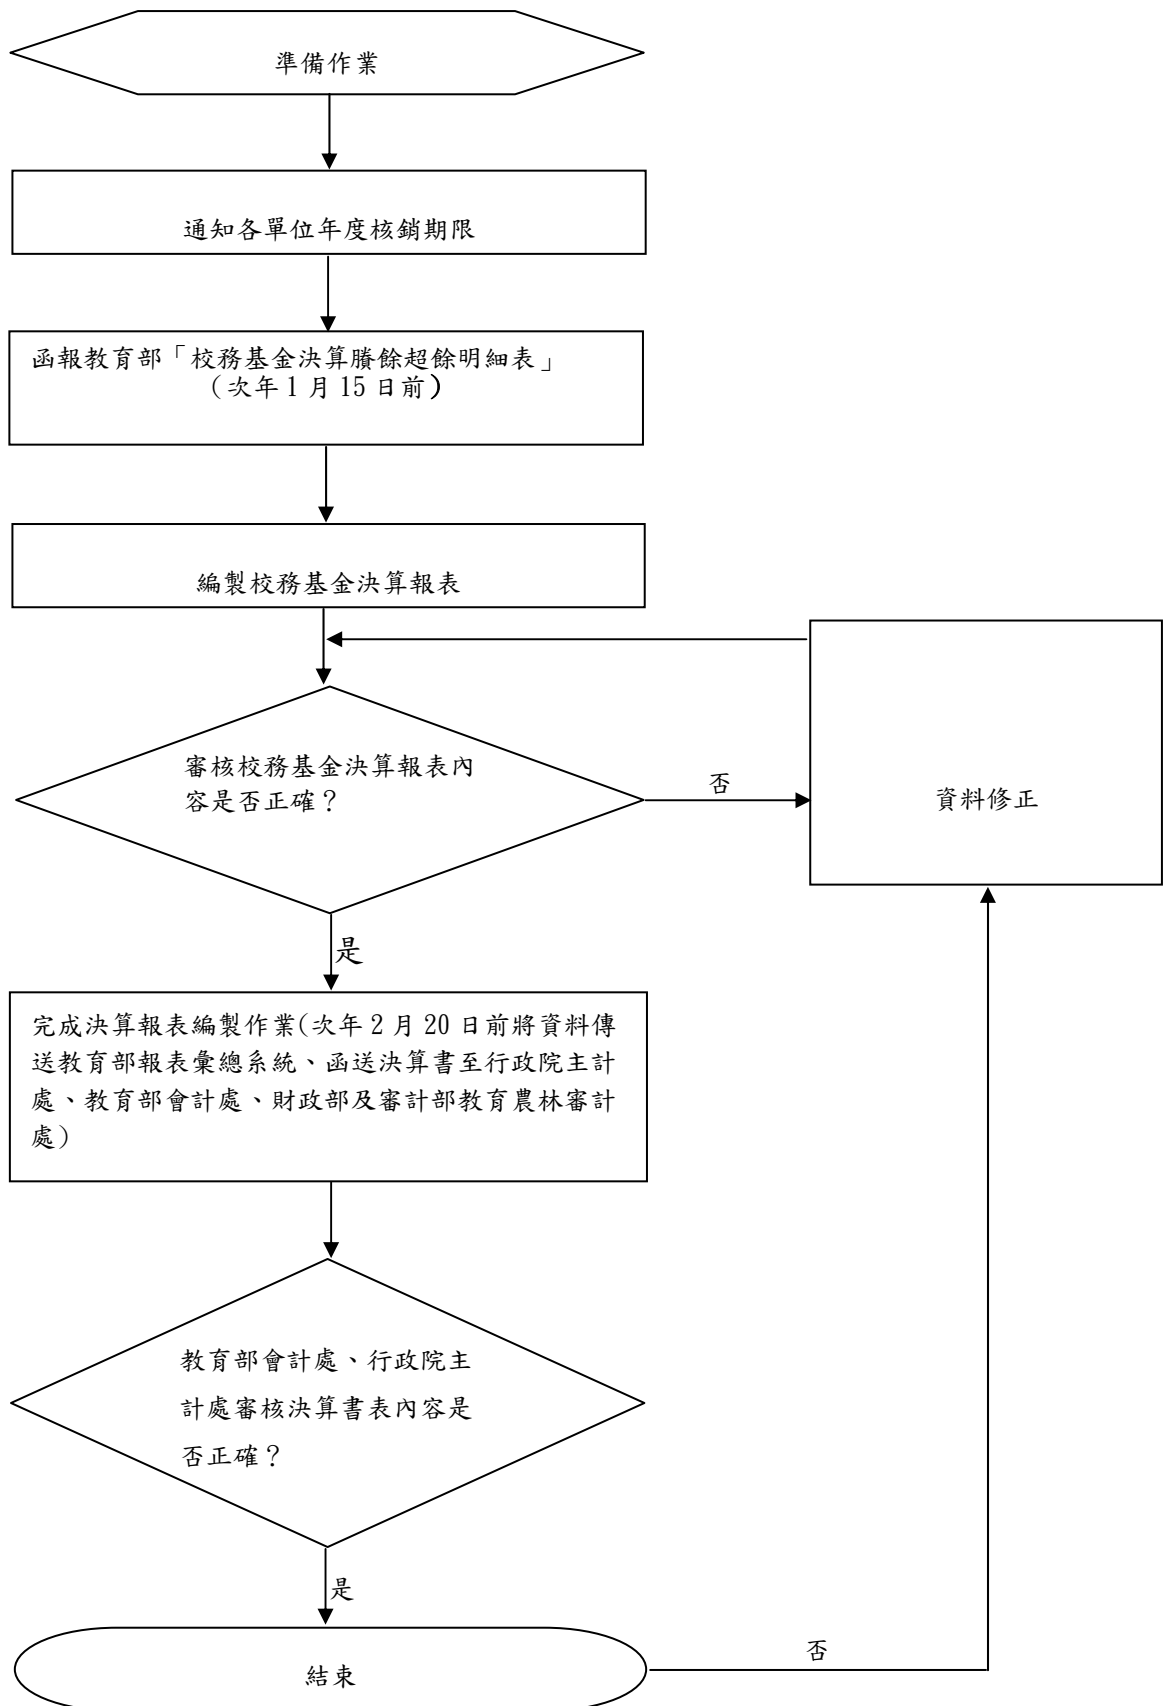 準備作業
通知各單位年度核銷期限
函報教育部「校務基金決算賸餘超餘明細表」
（次年 1 月 15 日前）
編製校務基金決算報表
審核校務基金決算報表內
容是否正確？
否
資料修正
是
完成決算報表編製作業(次年 2 月 20 日前將資料傳
送教育部報表彙總系統、函送決算書至行政院主計
處、教育部會計處、財政部及審計部教育農林審計
處）
教育部會計處、行政院主
計處審核決算書表內容是
否正確？
是
否
結束